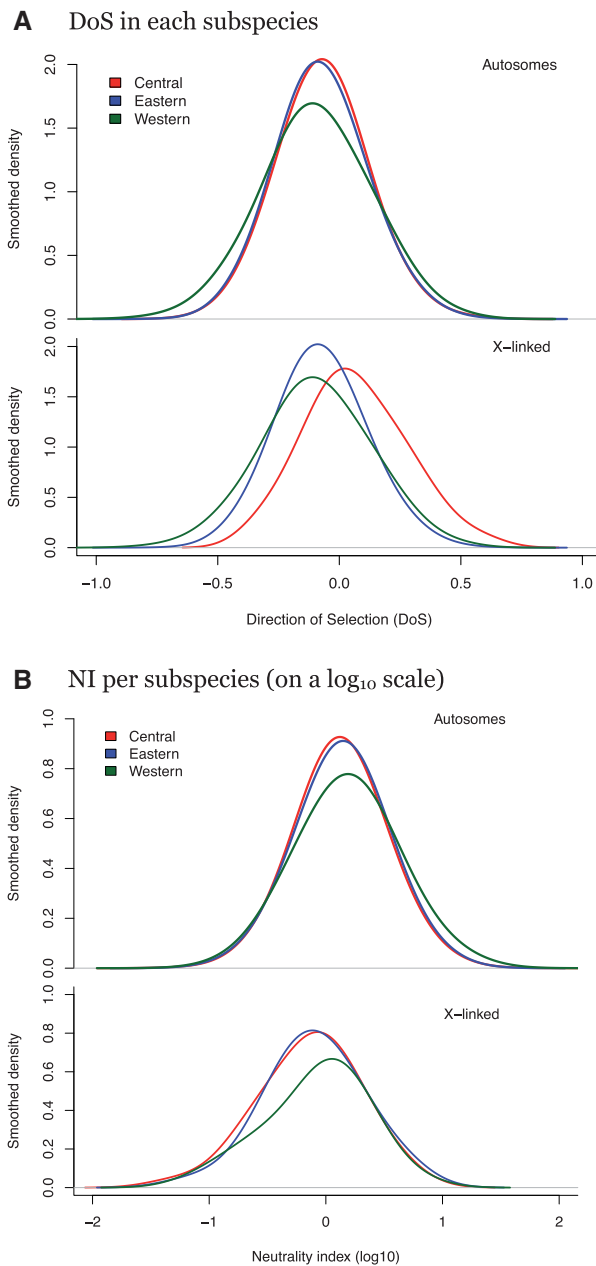 A DoS in each subspecies
Autosomes
Central
Eastern
Western
Smoothed density
0.0 0.5 1.0 1.5 2.0
X−linked
Smoothed density
0.0 0.5 1.0 1.5 2.0
−1.0 −0.5 0.0 0.5 1.0
Direction of Selection (DoS)
B NI per subspecies (on a log10 scale)
Autosomes
Central
Eastern
Western
Smoothed density
0.0 0.2 0.4 0.6 0.8 1.0
X−linked
Smoothed density
0.0 0.2 0.4 0.6 0.8 1.0
−2 −1 0 1 2
Neutrality index (log10)